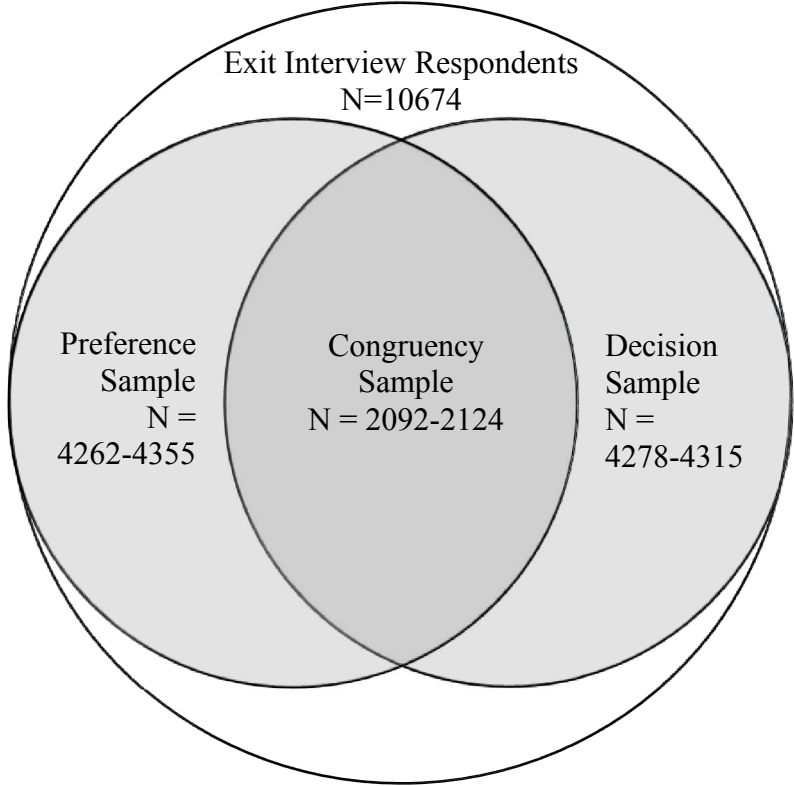 Exit Interview Respondents
N=10674
Preference
Sample
N =
4262-4355
Congruency
Sample
N = 2092-2124
Decision
Sample
N =
4278-4315